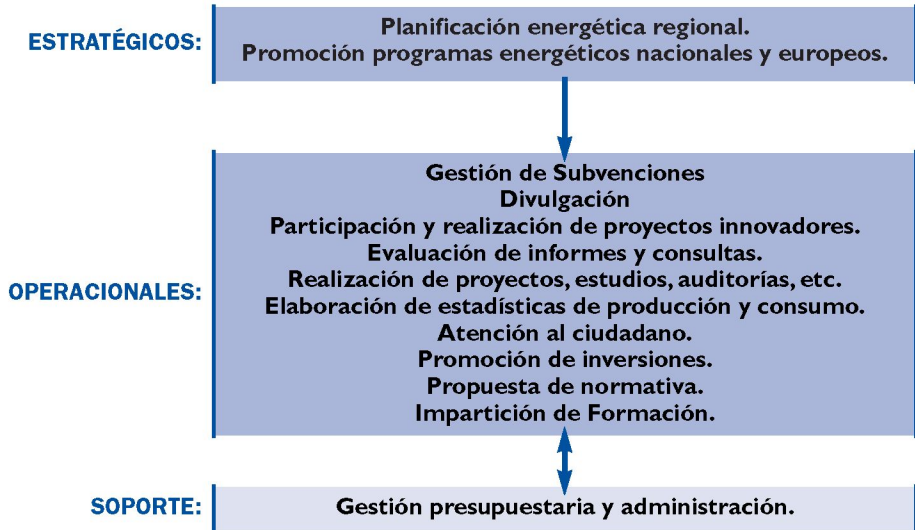 ESTRATÉGICOS:
Planificación energética regional.
Promoción programas energéticos nacionales y europeos.
OPERACIONALES:
Gestión de Subvenciones
Divulgación
Participación y realización de proyectos innovadores.
Evaluación de informes y consultas.
Realización de proyectos, estudios, auditorías, etc.
Elaboración de estadísticas de producción y consumo.
Atención al ciudadano.
Promoción de inversiones.
Propuesta de normativa.
Impartición de Formación.
SOPORTE:
Gestión presupuestaria y administración.